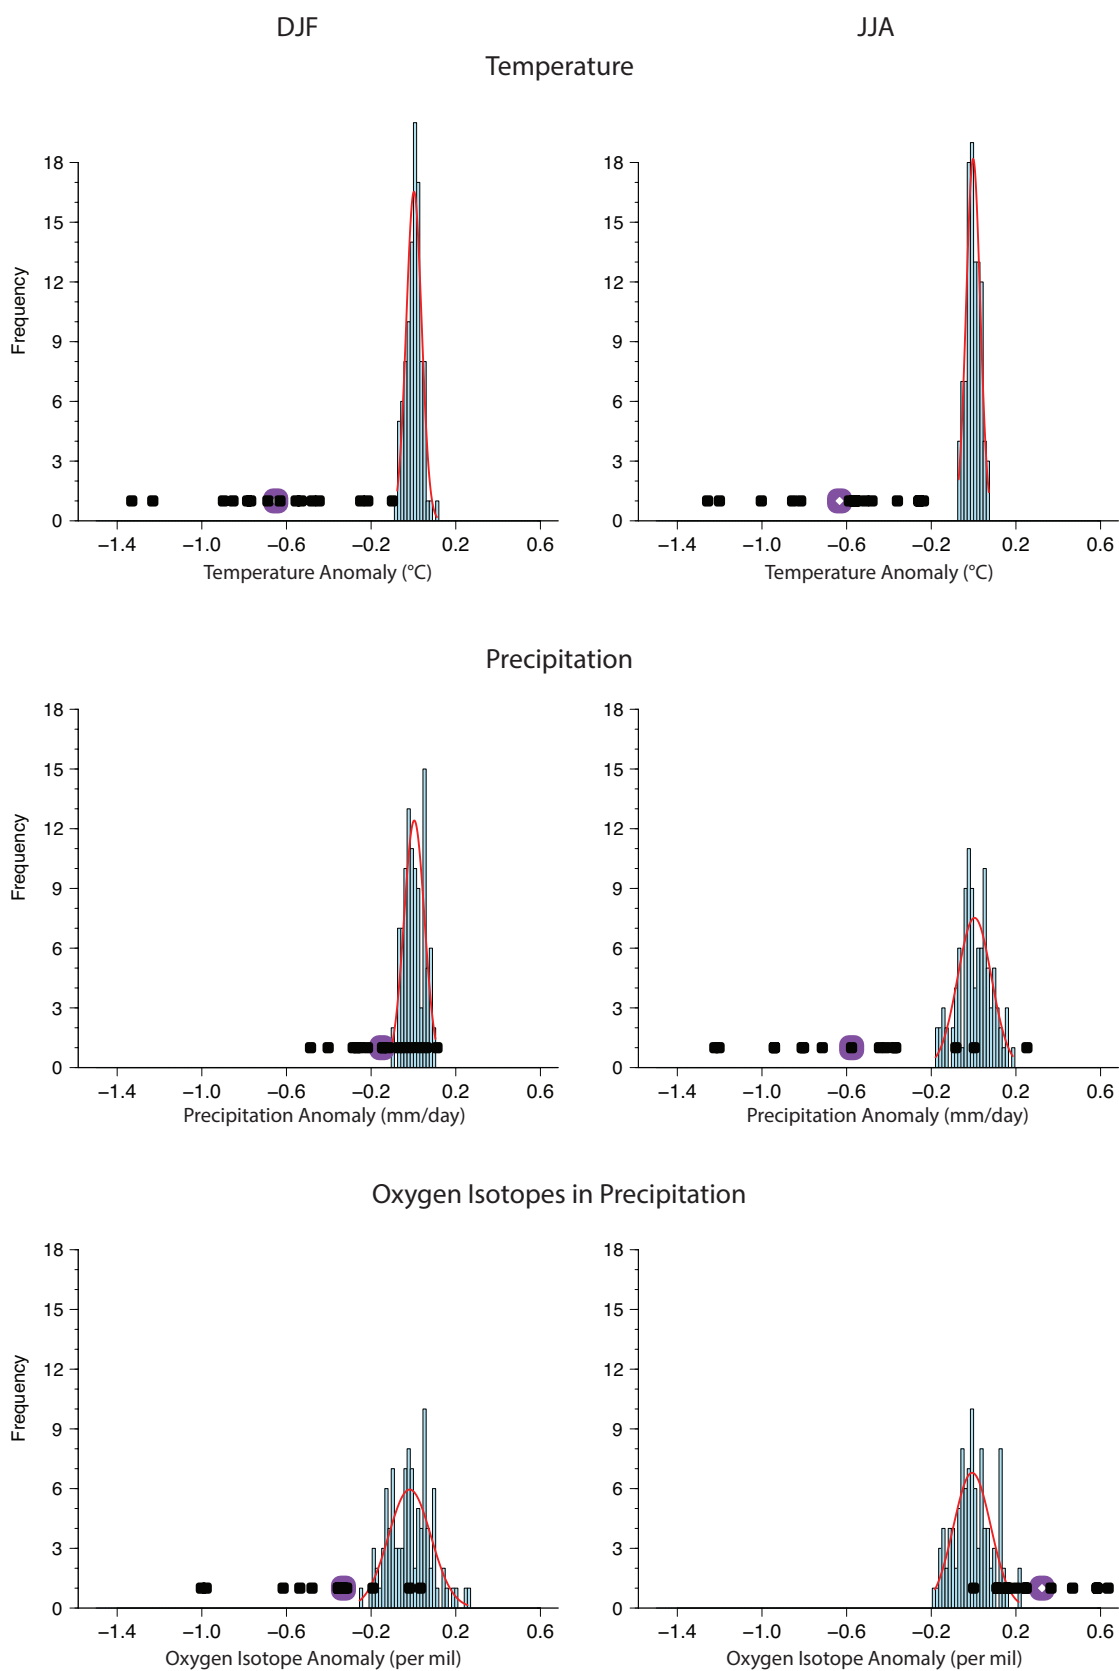 DJF JJA
Temperature
18 18
15 15
12 12
Frequency
9 9
6 6
3 3
0 0
−1.4 −1.0 −0.6 −0.2 0.2 0.6 −1.4 −1.0 −0.6 −0.2 0.2 0.6
Temperature Anomaly (°C) Temperature Anomaly (°C)
Precipitation
18 18
15 15
12 12
Frequency
9 9
6 6
3 3
0 0
−1.4 −1.0 −0.6 −0.2 0.2 0.6 −1.4 −1.0 −0.6 −0.2 0.2 0.6
Precipitation Anomaly (mm/day) Precipitation Anomaly (mm/day)
Oxygen Isotopes in Precipitation
18 18
15 15
12 12
Frequency
9 9
6 6
3 3
0 0
−1.4 −1.0 −0.6 −0.2 0.2 0.6 −1.4 −1.0 −0.6 −0.2 0.2 0.6
Oxygen Isotope Anomaly (per mil) Oxygen Isotope Anomaly (per mil)